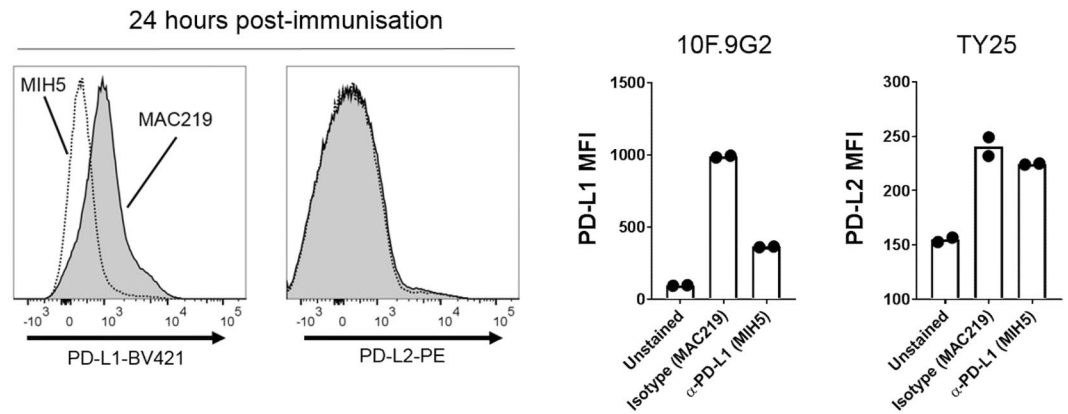 24 hours post-immunisation
MIH5
MAC219
-10³ 0 10³ 10⁴ 10⁵
PD-L1-BV421
-10³ 0 10³ 10⁴ 10⁵
PD-L2-PE
10F.9G2
PD-L1 MFI
1500
1000
500
0
Unstained
Isotype (MAC219)
α-PD-L1 (MIH5)
TY25
PD-L2 MFI
300
250
200
150
100
Unstained
Isotype (MAC219)
α-PD-L1 (MIH5)